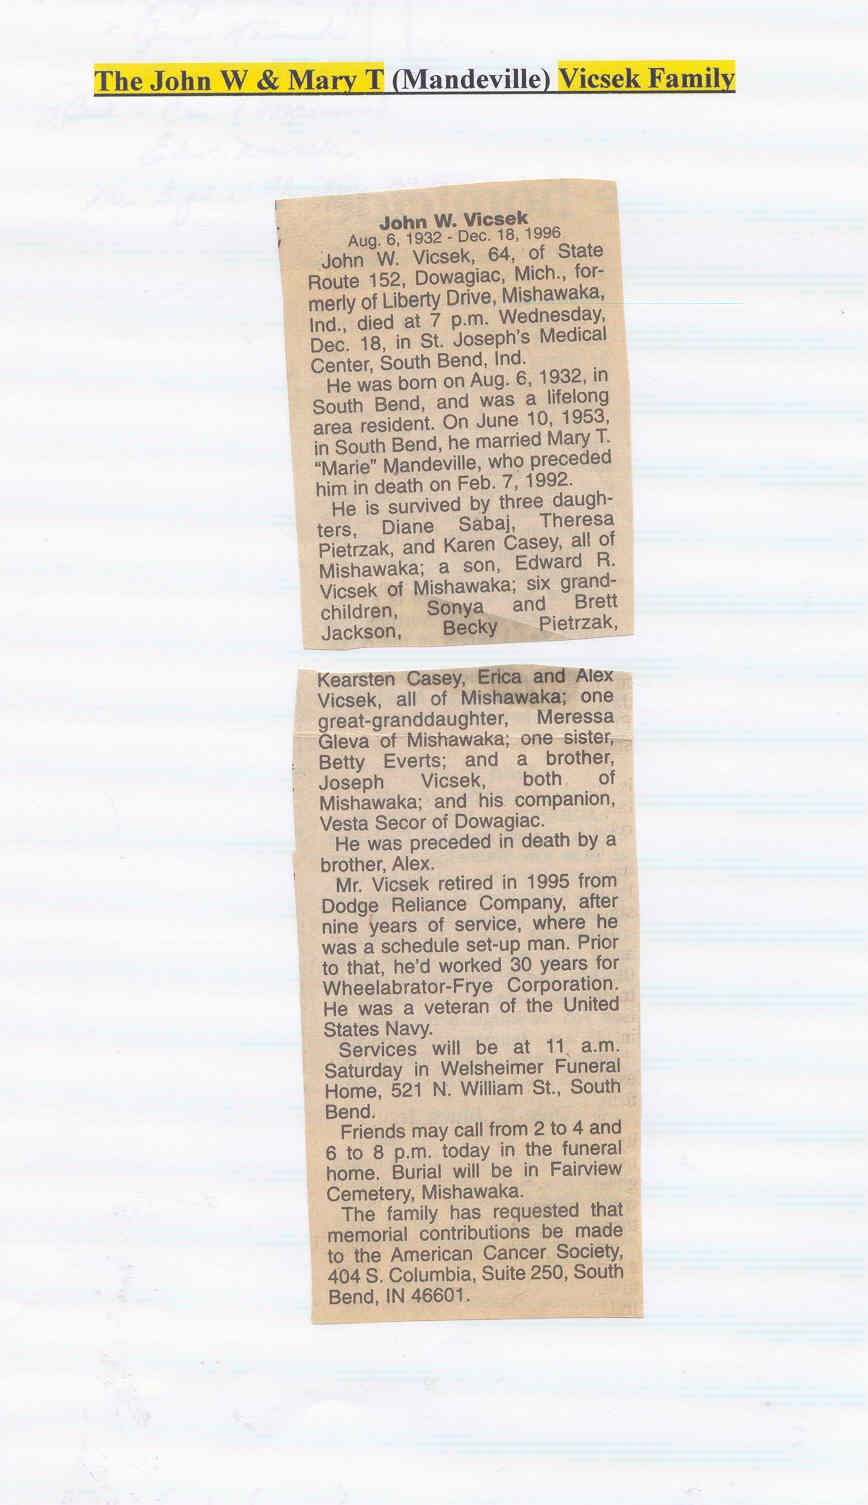 The John W & Mary T (Mandeville) Vicsek Family
John W. Vicsek
Aug. 6, 1932 - Dec. 18, 1996
John W. Vicsek, 64, of State
Route 152, Dowagiac, Mich., for-
merly of Liberty Drive, Mishawaka,
Ind., died at 7 p.m. Wednesday,
Dec. 18, in St. Joseph's Medical
Center, South Bend, Ind.
He was born on Aug. 6, 1932, in
South Bend, and was a lifelong
area resident. On June 10, 1953,
in South Bend, he married Mary T.
“Marie” Mandeville, who preceded
him in death on Feb. 7, 1992.
He is survived by three daugh-
ters, Diane Sabaj, Theresa
Pietrzak, and Karen Casey, all of
Mishawaka; a son, Edward R.
Vicsek of Mishawaka; six grand-
children, Sonya and Brett
Jackson, Becky Pietrzak,
Kearsten Casey, Erica and Alex
Vicsek, all of Mishawaka; one
great-granddaughter, Meressa
Gleva of Mishawaka; one sister,
Betty Everts; and a brother,
Joseph Vicsek, both of
Mishawaka; and his companion,
Vesta Secor of Dowagiac.
He was preceded in death by a
brother, Alex.
Mr. Vicsek retired in 1995 from
Dodge Reliance Company, after
nine years of service, where he
was a schedule set-up man. Prior
to that, he'd worked 30 years for
Wheelabrator-Frye Corporation.
He was a veteran of the United
States Navy.
Services will be at 11 a.m.
Saturday in Welsheimer Funeral
Home, 521 N. William St., South
Bend.
Friends may call from 2 to 4 and
6 to 8 p.m. today in the funeral
home. Burial will be in Fairview
Cemetery, Mishawaka.
The family has requested that
memorial contributions be made
to the American Cancer Society,
404 S. Columbia, Suite 250, South
Bend, IN 46601.